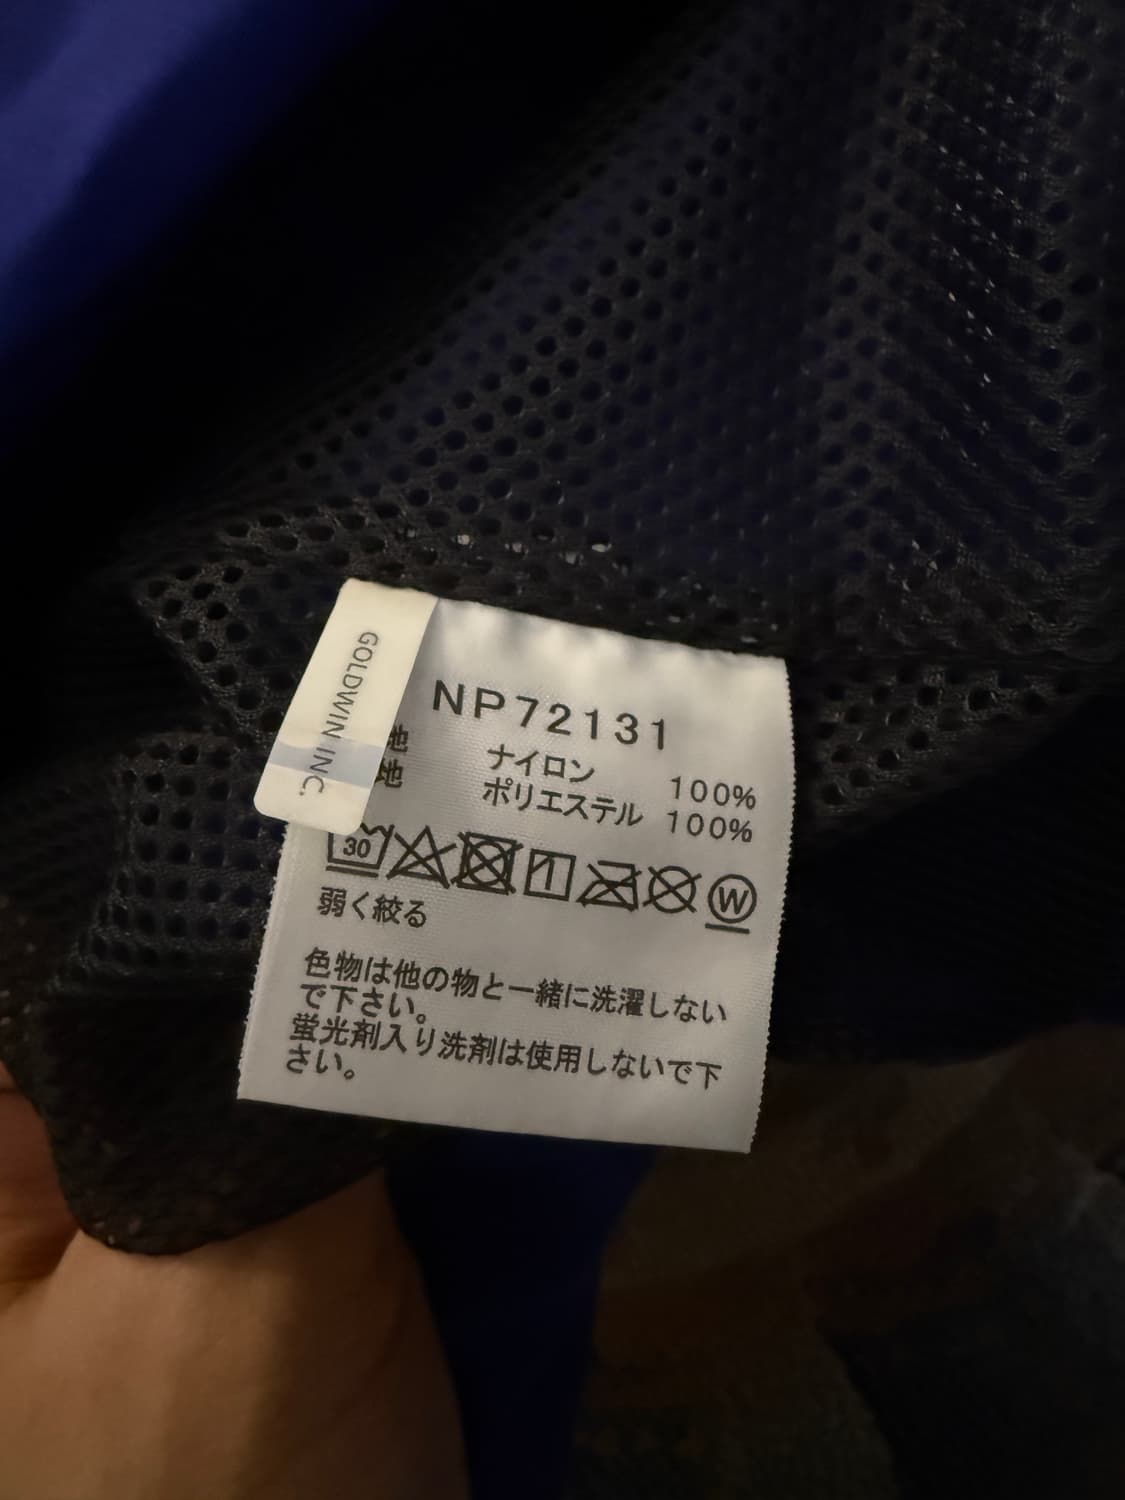 GOLDWIN INC.
NP72131
地 ナイロン 100%
地 ポリエステル 100%
30
W
弱く絞る
色物は他の物と一緒に洗濯しない
で下さい。
蛍光剤入り洗剤は使用しないで下
さい。